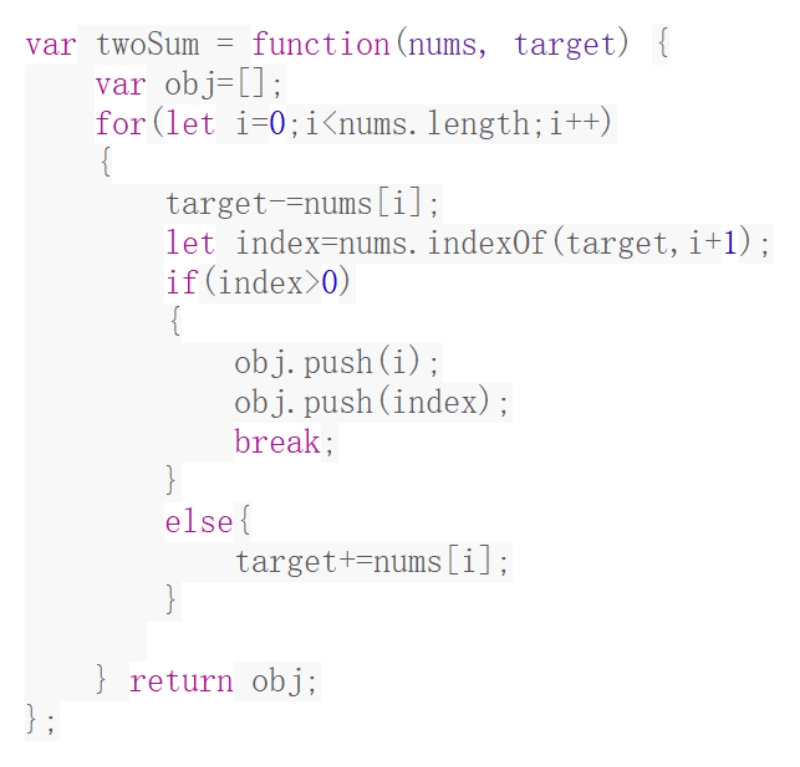 var twoSum = function(nums, target) {
    var obj=[];
    for(let i=0;i<nums.length;i++)
    {
        target-=nums[i];
        let index=nums.indexOf(target,i+1);
        if(index>0)
        {
            obj.push(i);
            obj.push(index);
            break;
        }
        else{
            target+=nums[i];
        }
    } return obj;
};